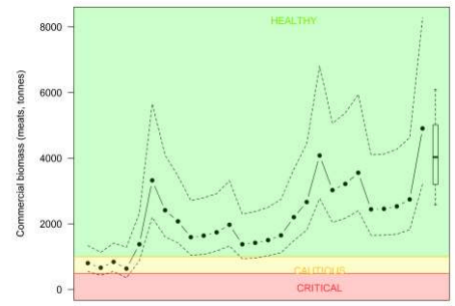 HEALTHY
8000
6000
4000
2000
0
Commercial biomass (meats, tonnes)
CAUTIOUS
CRITICAL